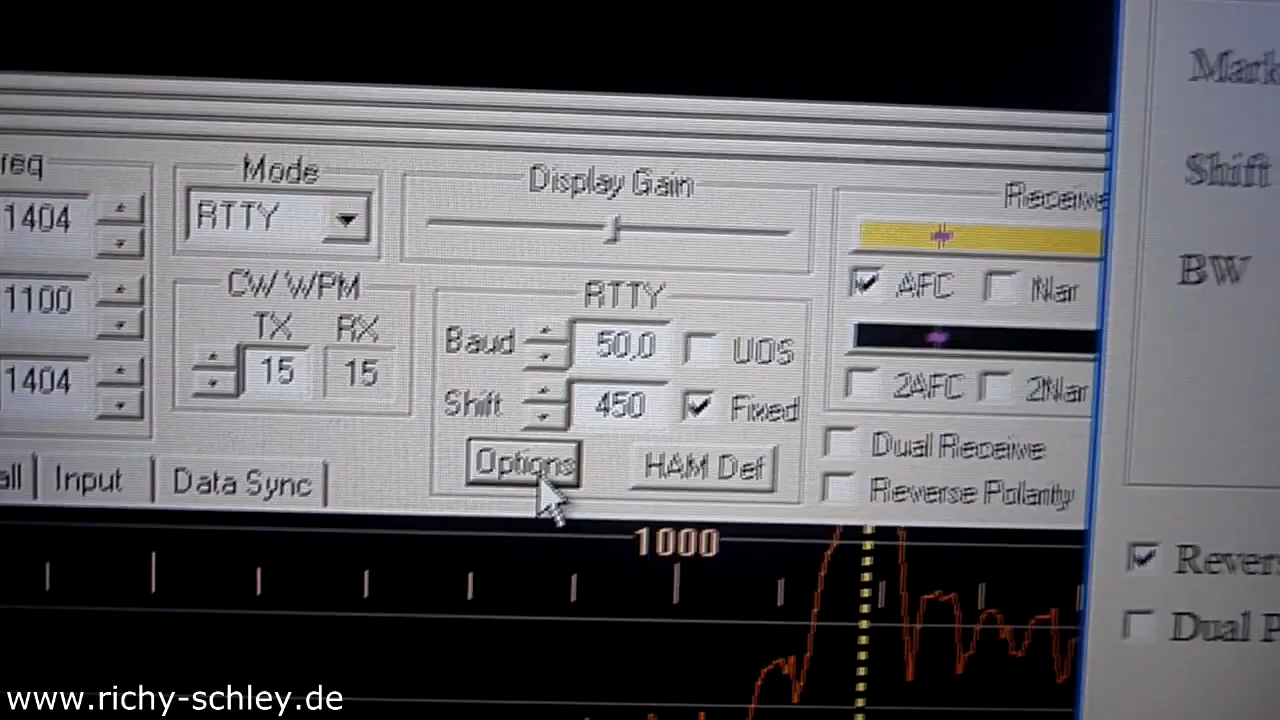 Mark
req
Mode
Display Gain
Receive
Shift
1404
RTTY
BW
1100
CW WPM
TX
RX
RTTY
AFC
Nar
15
15
Baud
50,0
UOS
1404
Shift
450
Fixed
2AFC
2Nar
all
Input
Data Sync
Options
HAM Def
Dual Receive
Reverse Polarity
1000
Revers
Dual P
www.richy-schley.de